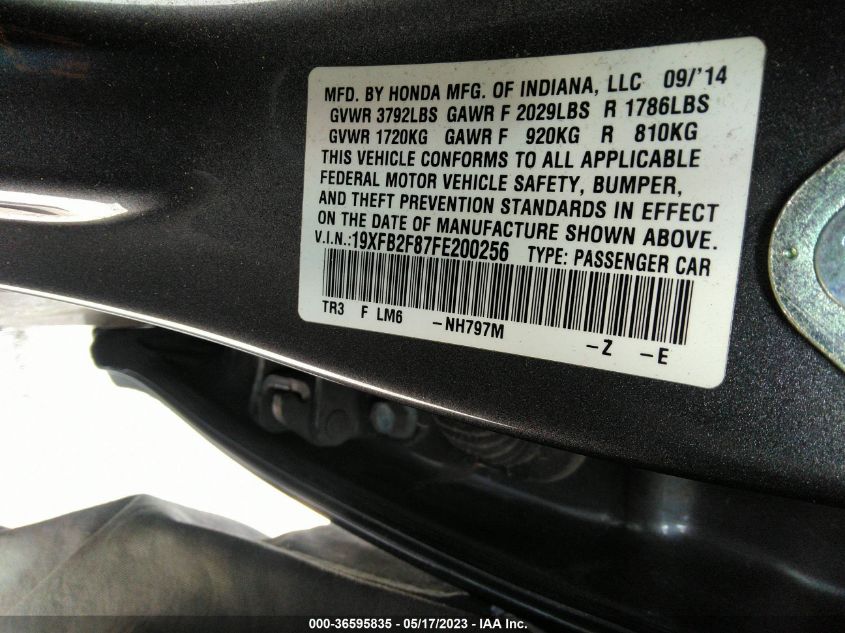 MFD. BY HONDA MFG. OF INDIANA, LLC 09/'14
GVWR 3792LBS GAWR F 2029LBS R 1786LBS
GVWR 1720KG GAWR F 920KG R 810KG
THIS VEHICLE CONFORMS TO ALL APPLICABLE
FEDERAL MOTOR VEHICLE SAFETY, BUMPER,
AND THEFT PREVENTION STANDARDS IN EFFECT
ON THE DATE OF MANUFACTURE SHOWN ABOVE.
V.I.N.:19XFB2F87FE200256 TYPE: PASSENGER CAR
TR3 F LM6 -NH797M -Z -E
000-36595835 - 05/17/2023 - IAA Inc.